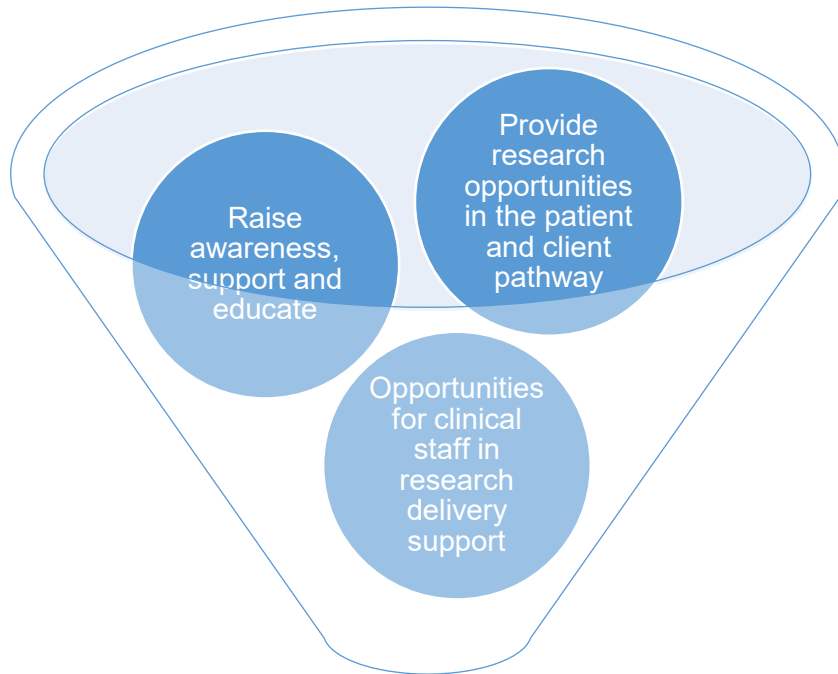 Provide
research
opportunities
in the patient
and client
pathway
Raise
awareness,
support and
educate
Opportunities
for clinical
staff in
research
delivery
support